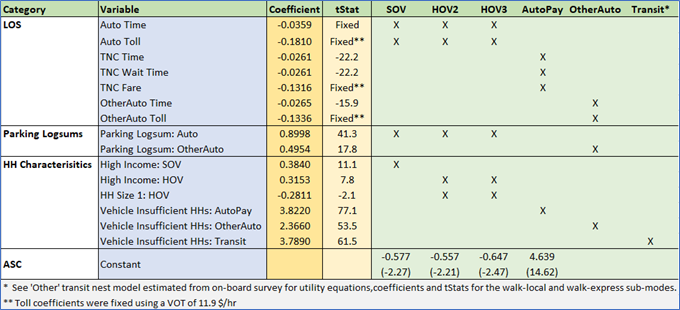 Category Variable Coefficient tStat SOV HOV2 HOV3 AutoPay OtherAuto Transit*
LOS Auto Time -0.0359 Fixed X X X
Auto Toll -0.1810 Fixed** X X X
TNC Time -0.0261 -22.2 X
TNC Wait Time -0.0261 -22.2 X
TNC Fare -0.1316 Fixed** X
OtherAuto Time -0.0265 -15.9 X
OtherAuto Toll -0.1336 Fixed** X
Parking Logsums Parking Logsum: Auto 0.8998 41.3 X X X
Parking Logsum: OtherAuto 0.4954 17.8 X
HH Characterisitics High Income: SOV 0.3840 11.1 X
High Income: HOV 0.3153 7.8 X X
HH Size 1: HOV -0.2811 -2.1 X X
Vehicle Insufficient HHs: AutoPay 3.8220 77.1 X
Vehicle Insufficient HHs: OtherAuto 2.3660 53.5 X
Vehicle Insufficient HHs: Transit 3.7890 61.5 X
ASC Constant -0.577 -0.557 -0.647 4.639
(-2.27) (-2.21) (-2.47) (14.62)
* See 'Other' transit nest model estimated from on-board survey for utility equations,coefficients and tStats for the walk-local and walk-express sub-modes.
** Toll coefficients were fixed using a VOT of 11.9 $/hr